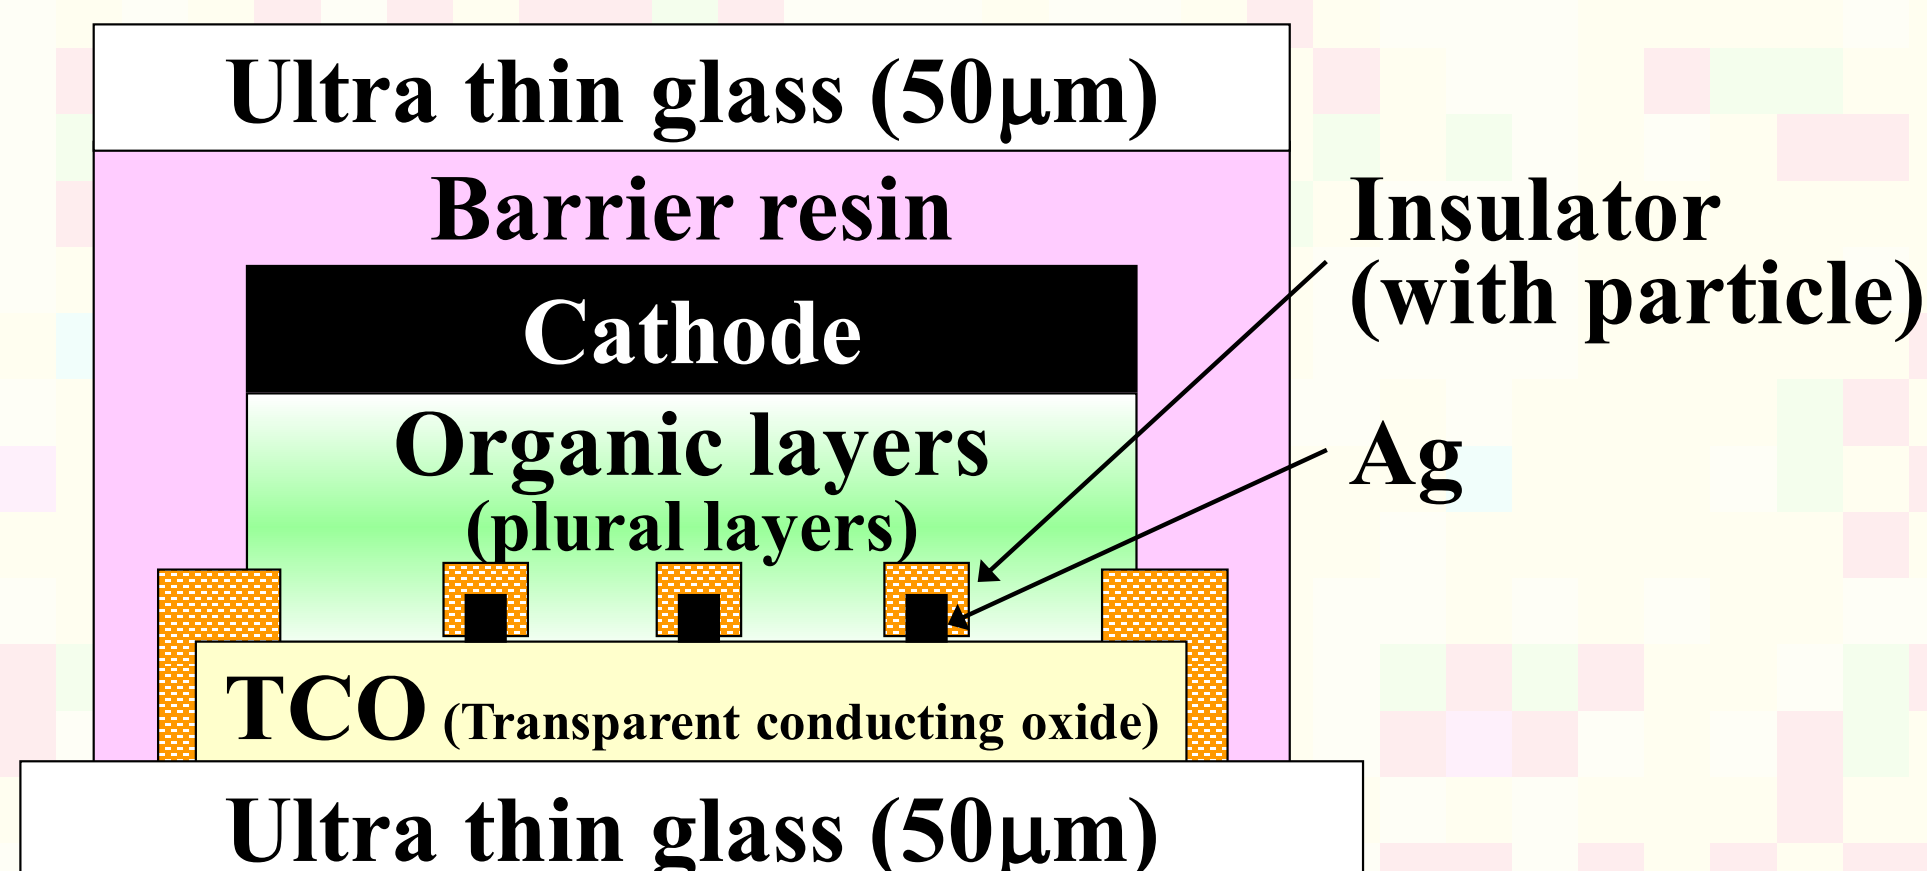 Ultra thin glass (50μm)
Barrier resin
Insulator
(with particle)
Cathode
Organic layers
(plural layers)
Ag
TCO (Transparent conducting oxide)
Ultra thin glass (50μm)